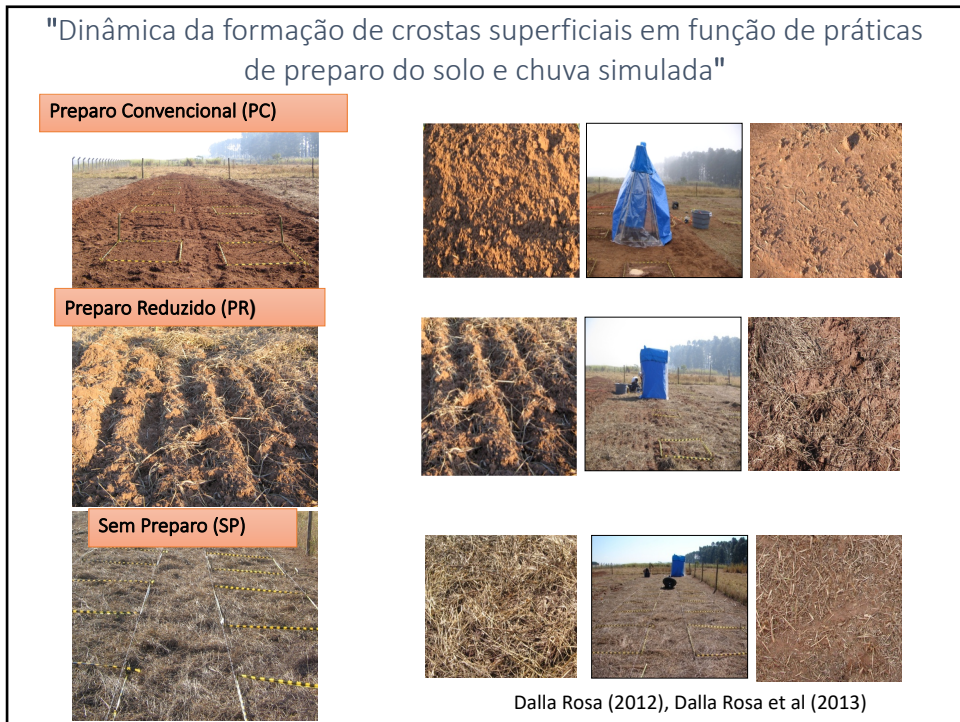 "Dinâmica da formação de crostas superficiais em função de práticas
de preparo do solo e chuva simulada"
Preparo Convencional (PC)
Preparo Reduzido (PR)
Sem Preparo (SP)
Dalla Rosa (2012), Dalla Rosa et al (2013)